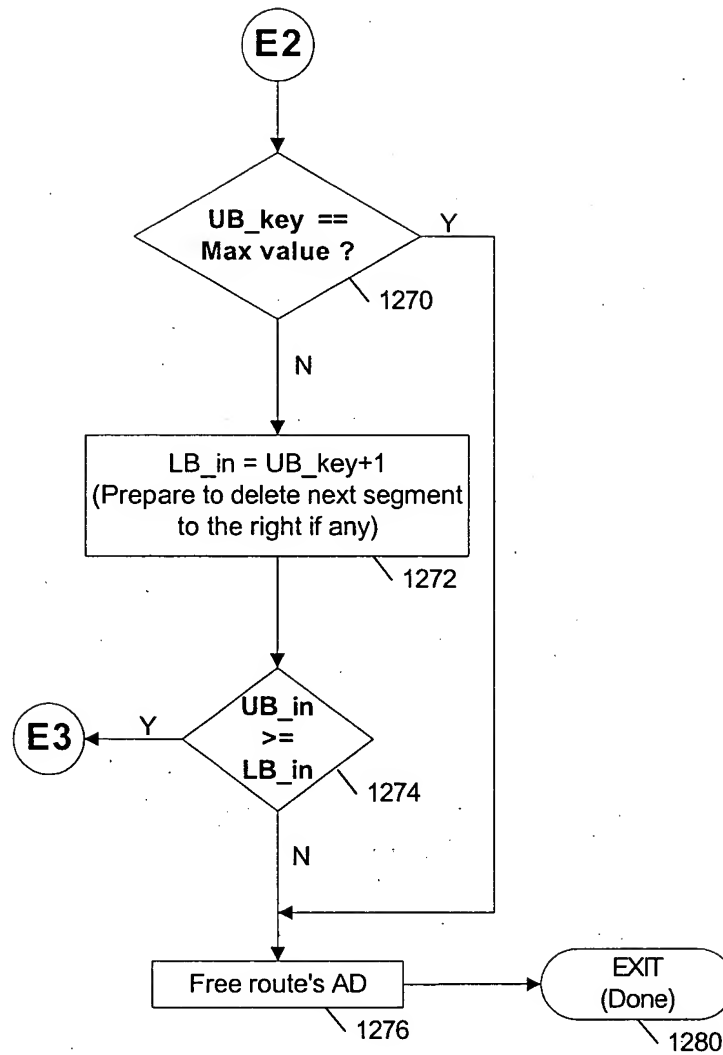 E2
UB_key ==
Max value ?
Y
1270
N
LB_in = UB_key+1
(Prepare to delete next segment
to the right if any)
1272
E3
Y
UB_in
>=
LB_in
1274
N
Free route's AD
1276
EXIT
(Done)
1280